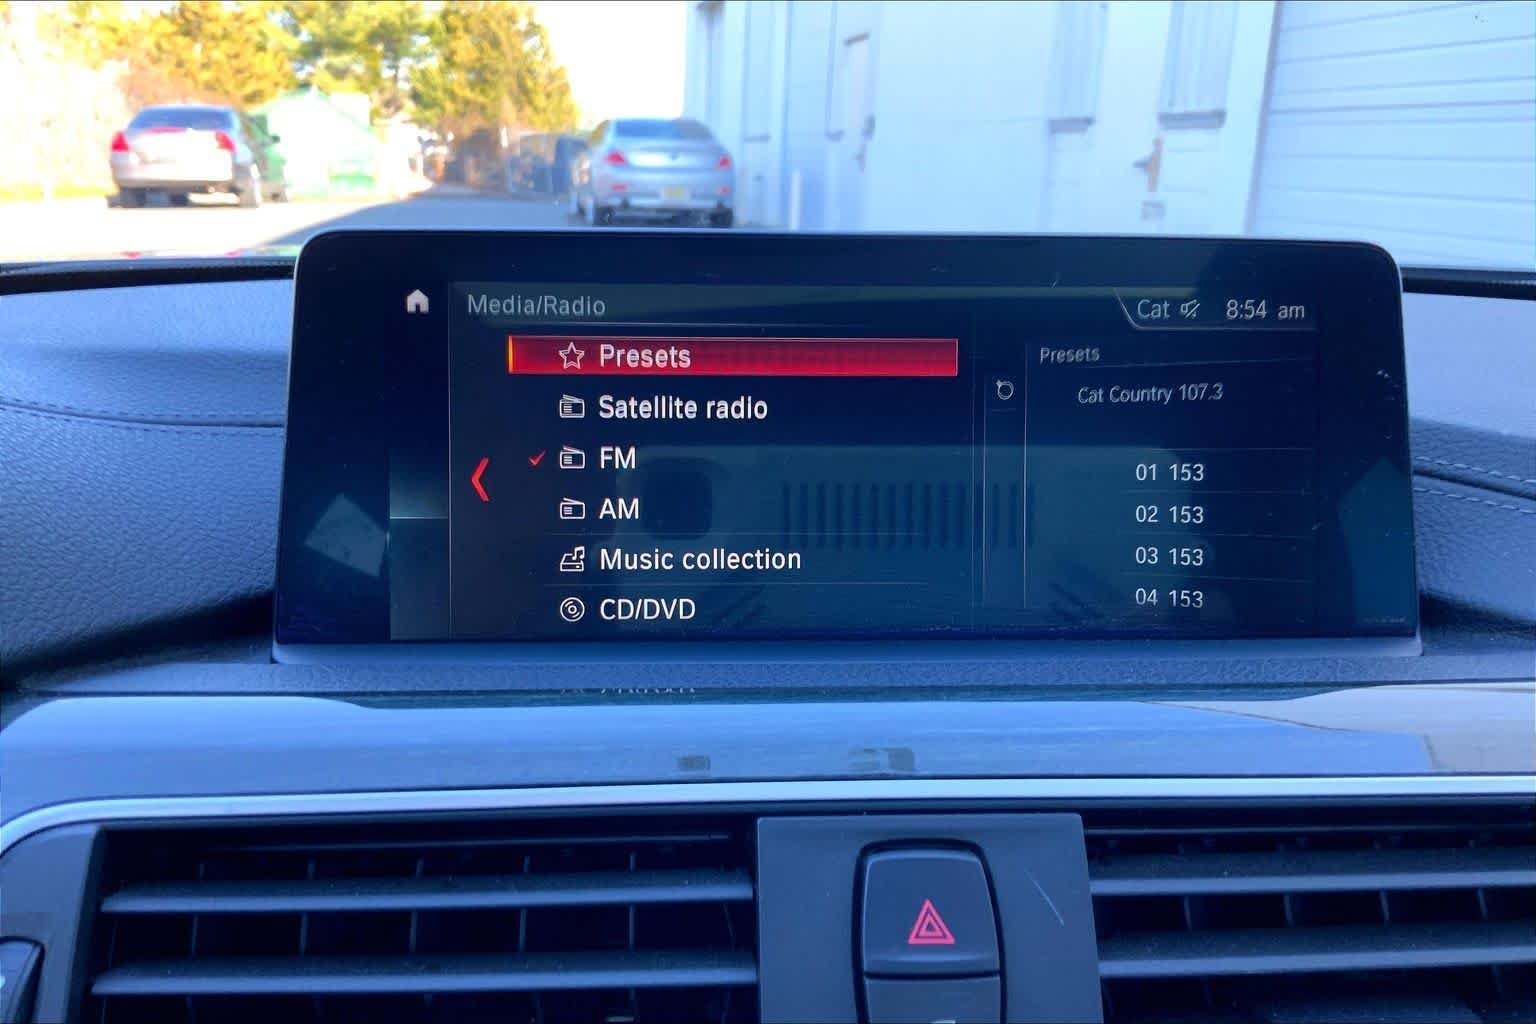 Media/Radio
Cat 8:54 am
Presets
Satellite radio
FM
AM
Music collection
CD/DVD
Presets
Cat Country 107.3
01 153
02 153
03 153
04 153